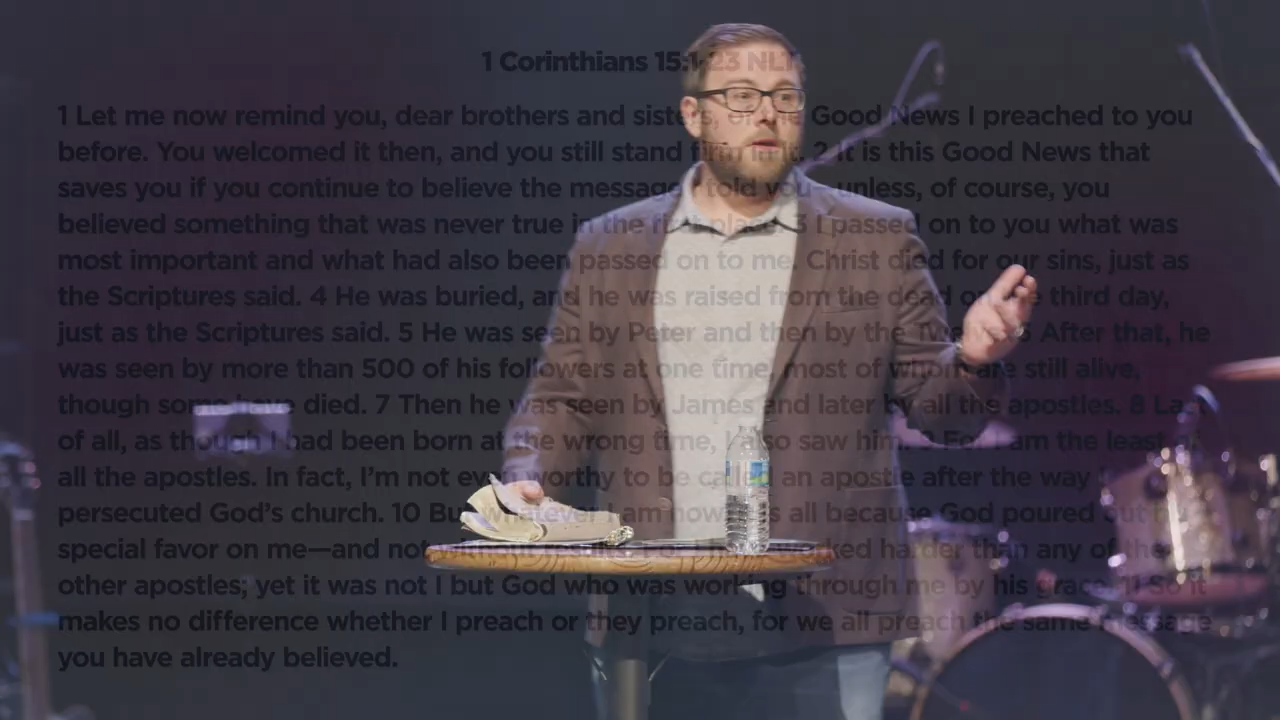 1 Corinthians 15:1-23 NLT
1 Let me now remind you, dear brothers and sisters, of the Good News I preached to you
before. You welcomed it then, and you still stand 2 It is this Good News that
saves you if you continue to believe the message I told you—unless, of course, you
believed something that was never true in the first place. 3 I passed on to you what was
most important and what had also been passed on to me. Christ died for our sins, just as
the Scriptures said. 4 He was buried, and he was raised from the dead on the third day,
just as the Scriptures said. 5 He was seen by Peter and then by the Twelve. 6 After that, he
was seen by more than 500 of his followers at one time, most of whom are still alive,
though some have died. 7 Then he was seen by James and later by all the apostles. 8 Last
of all, as though I had been born at the wrong time, I also saw him. 9 For I am the least of
all the apostles. In fact, I’m not even worthy to be called an apostle after the way I
persecuted God’s church. 10 But whatever I am now, it is all because God poured out his
special favor on me—and not without results. For I have worked harder than any of the
other apostles; yet it was not I but God who was working through me by his grace. 11 So it
makes no difference whether I preach or they preach, for we all preach the same message
you have already believed.